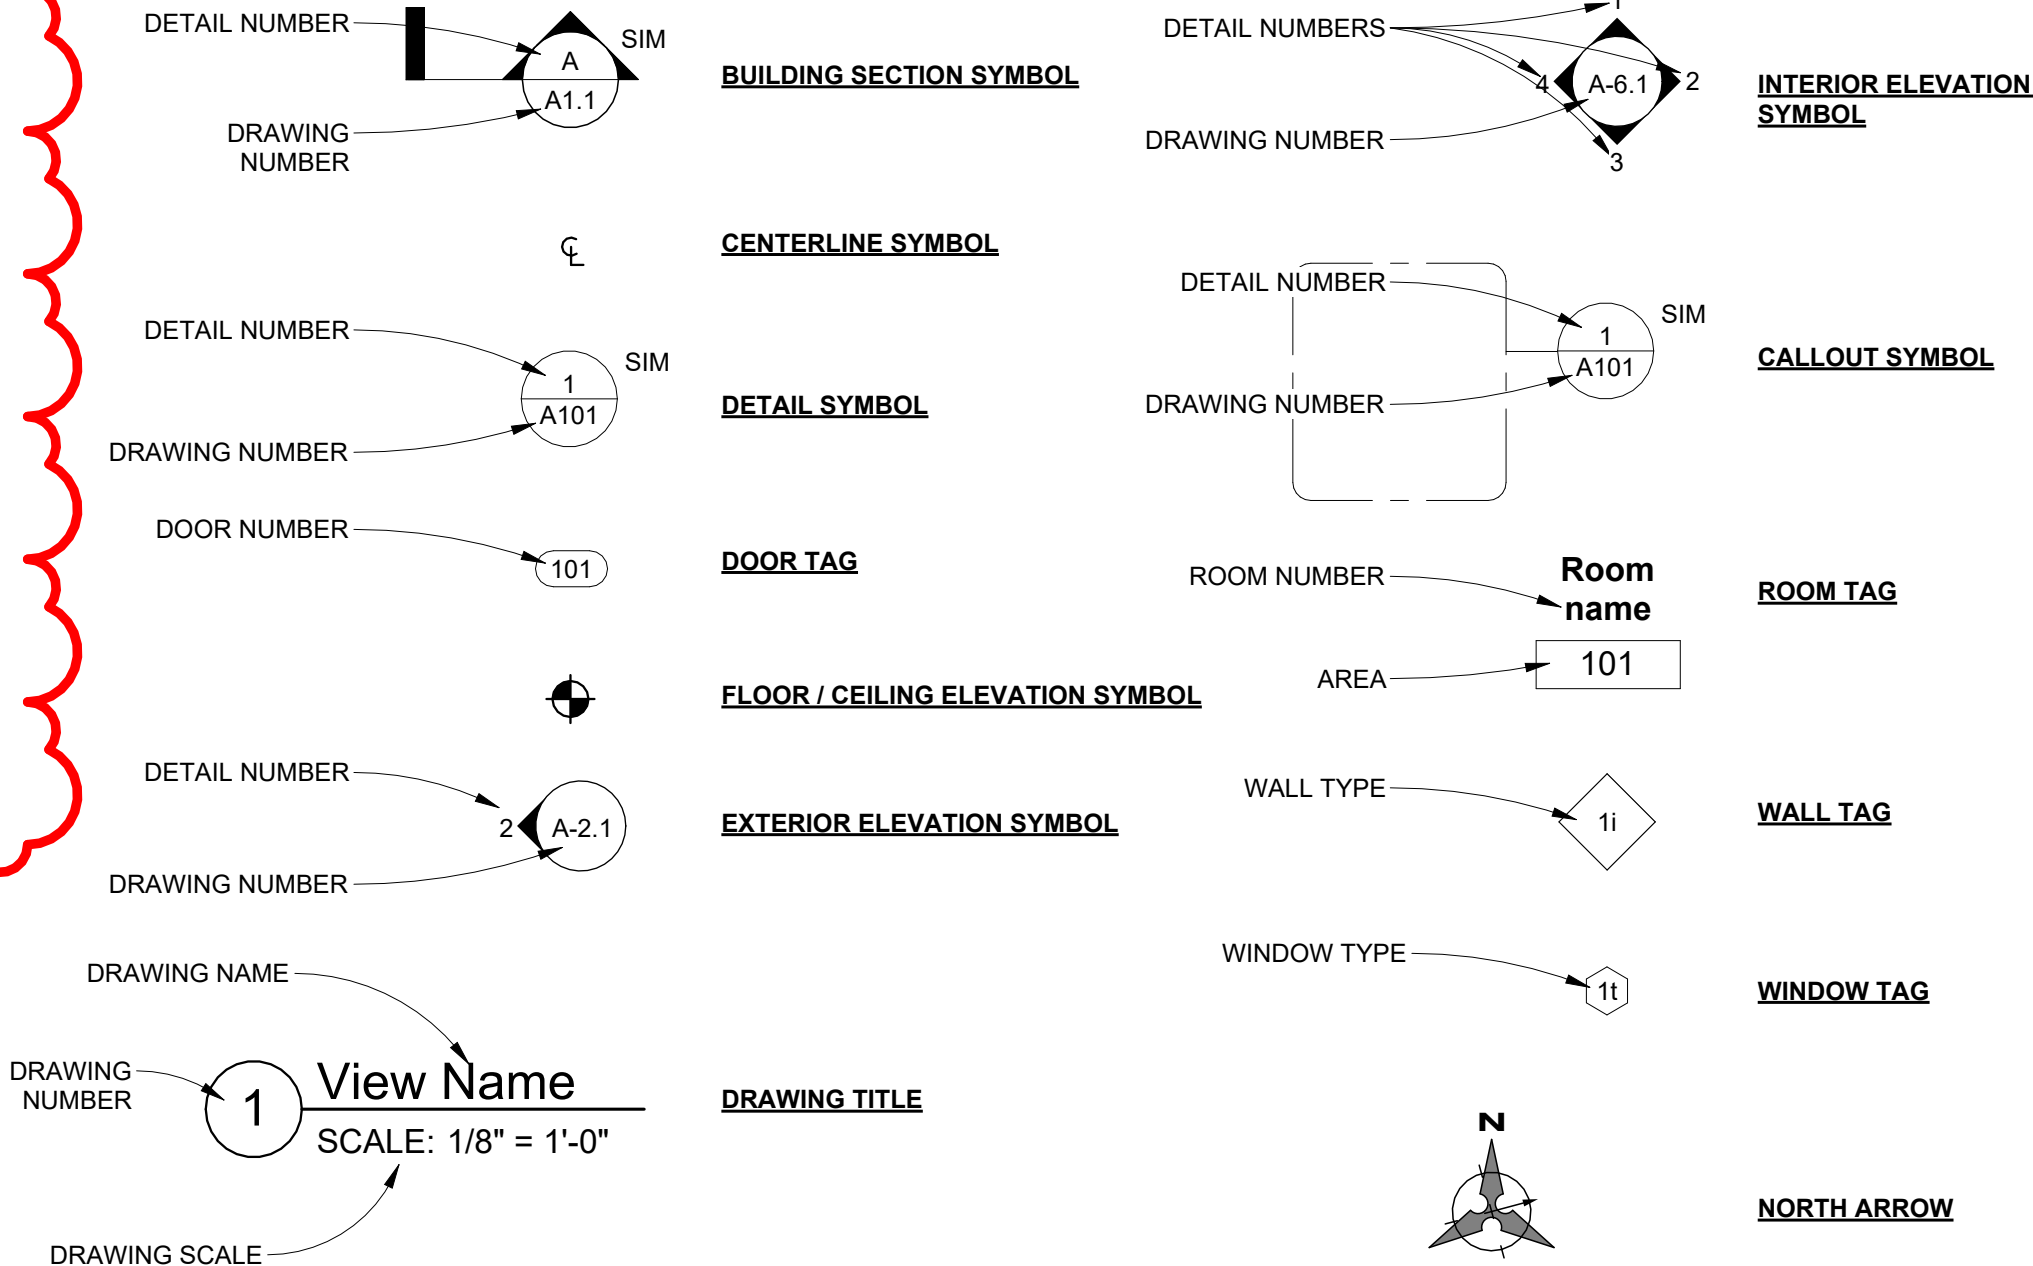 DETAIL NUMBER
A
SIM
A1.1
DRAWING
NUMBER
BUILDING SECTION SYMBOL
DETAIL NUMBERS
1
4
A-6.1
2
3
DRAWING NUMBER
INTERIOR ELEVATION
SYMBOL
CL
CENTERLINE SYMBOL
DETAIL NUMBER
1
SIM
A101
DRAWING NUMBER
DETAIL SYMBOL
DETAIL NUMBER
1
SIM
A101
DRAWING NUMBER
CALLOUT SYMBOL
DOOR NUMBER
101
DOOR TAG
ROOM NUMBER
Room
name
101
AREA
ROOM TAG
FLOOR / CEILING ELEVATION SYMBOL
DETAIL NUMBER
2
A-2.1
DRAWING NUMBER
EXTERIOR ELEVATION SYMBOL
WALL TYPE
1i
WALL TAG
WINDOW TYPE
1t
WINDOW TAG
DRAWING NAME
DRAWING
NUMBER
1
View Name
SCALE: 1/8" = 1'-0"
DRAWING SCALE
DRAWING TITLE
N
NORTH ARROW